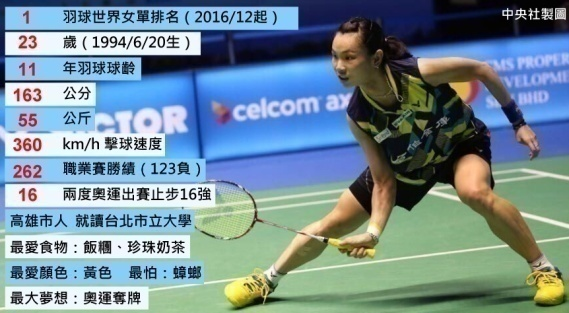 中央社製圖
1 羽球世界女單排名(2016/12起)
23 歲(1994/6/20生)
11 年羽球球齡
163 公分
55 公斤
360 km/h 擊球速度
262 職業賽勝績(123負)
16 兩度奧運出賽止步16強
高雄市人 就讀台北市立大學
最愛食物：飯糰、珍珠奶茶
最愛顏色：黃色 最怕：蟑螂
最大夢想：奧運奪牌
celcom ax
CMS PROPERTY
DEVELOPMENT
SDN BHD